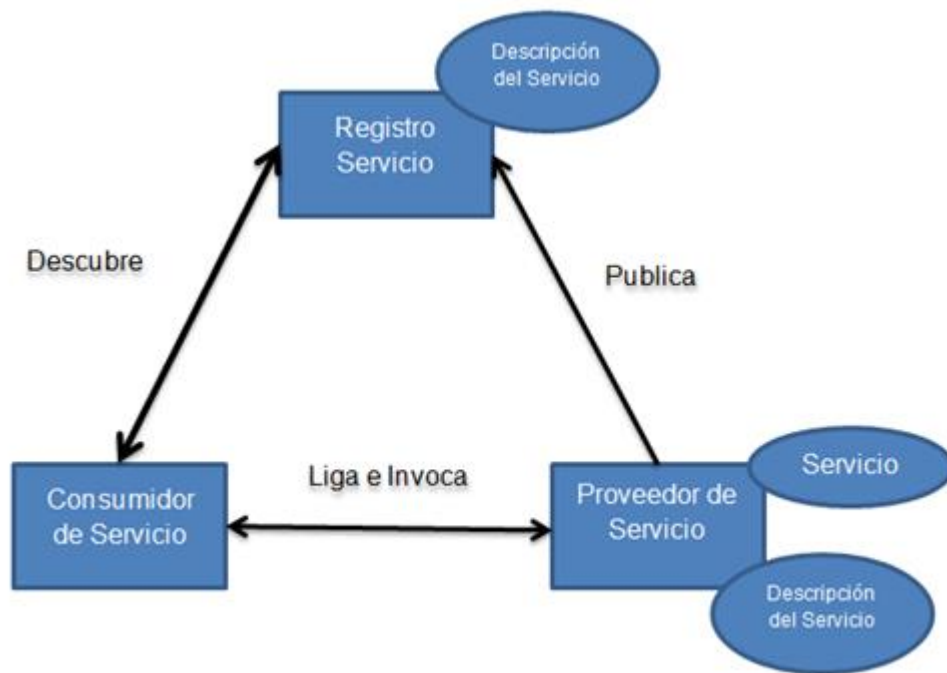 Descripción
del Servicio
Registro
Servicio
Descubre
Publica
Liga e Invoca
Consumidor
de Servicio
Proveedor de
Servicio
Servicio
Descripción
del Servicio